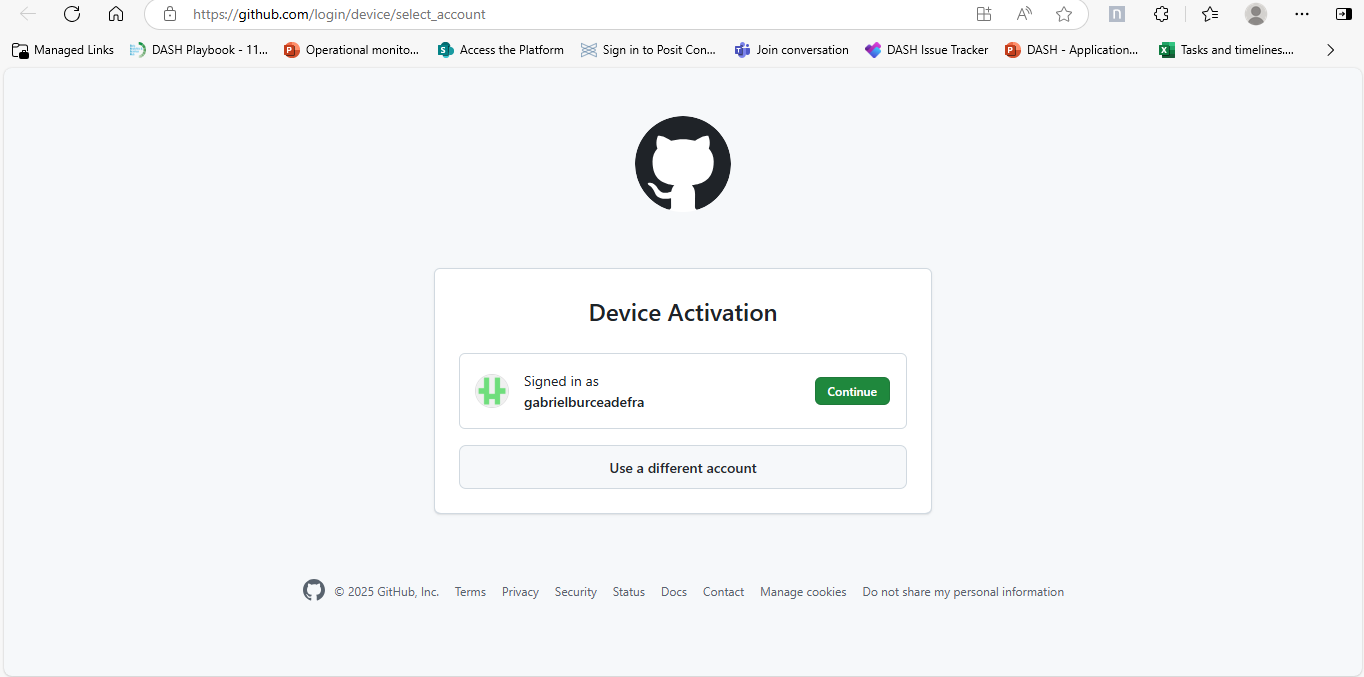 https://github.com/login/device/select_account
Managed Links DASH Playbook - 11... Operational monito... Access the Platform Sign in to Posit Con... Join conversation DASH Issue Tracker DASH - Application... Tasks and timelines....
Device Activation
Signed in as
gabrielburceadefra
Continue
Use a different account
© 2025 GitHub, Inc. Terms Privacy Security Status Docs Contact Manage cookies Do not share my personal information